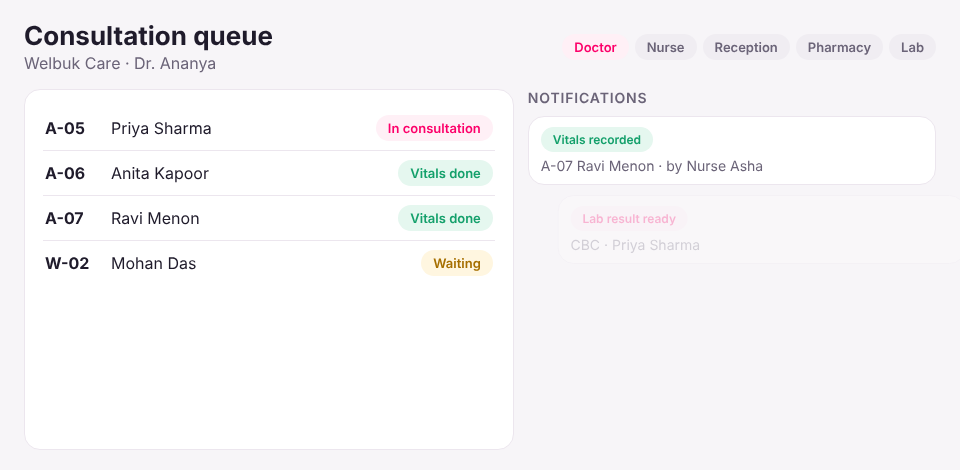 Consultation queue
Welbuk Care · Dr. Ananya
Doctor Nurse Reception Pharmacy Lab
A-05 Priya Sharma In consultation
A-06 Anita Kapoor Vitals done
A-07 Ravi Menon Vitals done
W-02 Mohan Das Waiting
NOTIFICATIONS
Vitals recorded
A-07 Ravi Menon · by Nurse Asha
Lab result ready
CBC · Priya Sharma